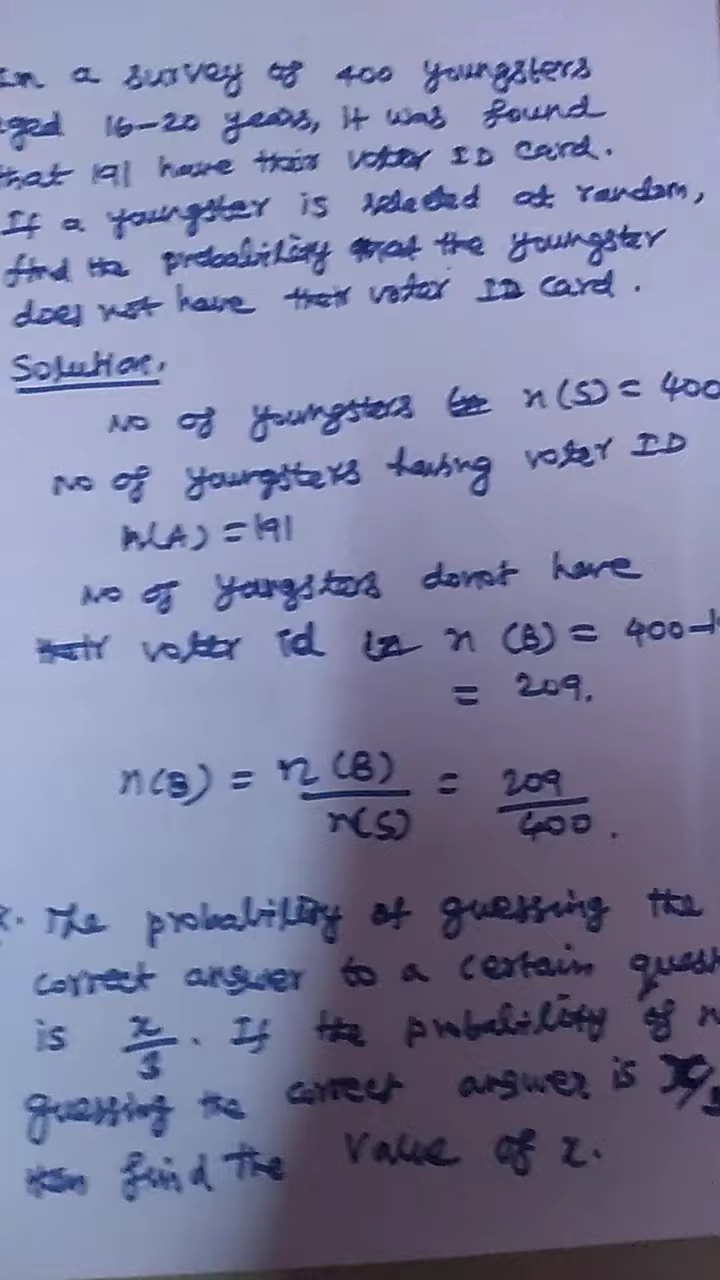 In a survey of 400 youngsters
aged 16-20 years, it was found
that 191 have their voter ID card.
If a youngster is selected at random,
find the probability that the youngster
does not have their voter ID card.
Solution.
No of youngsters n(S) = 400
No of youngsters having voter ID
n(A) = 191
No of youngsters donot have
their voter id n (B) = 400-1
= 209.
n(B) = n(B)/n(S) = 209/400.
The probability of guessing the
correct answer to a certain quest
is x/3. If the probability of n
guessing the correct answer is
then find the value of x.